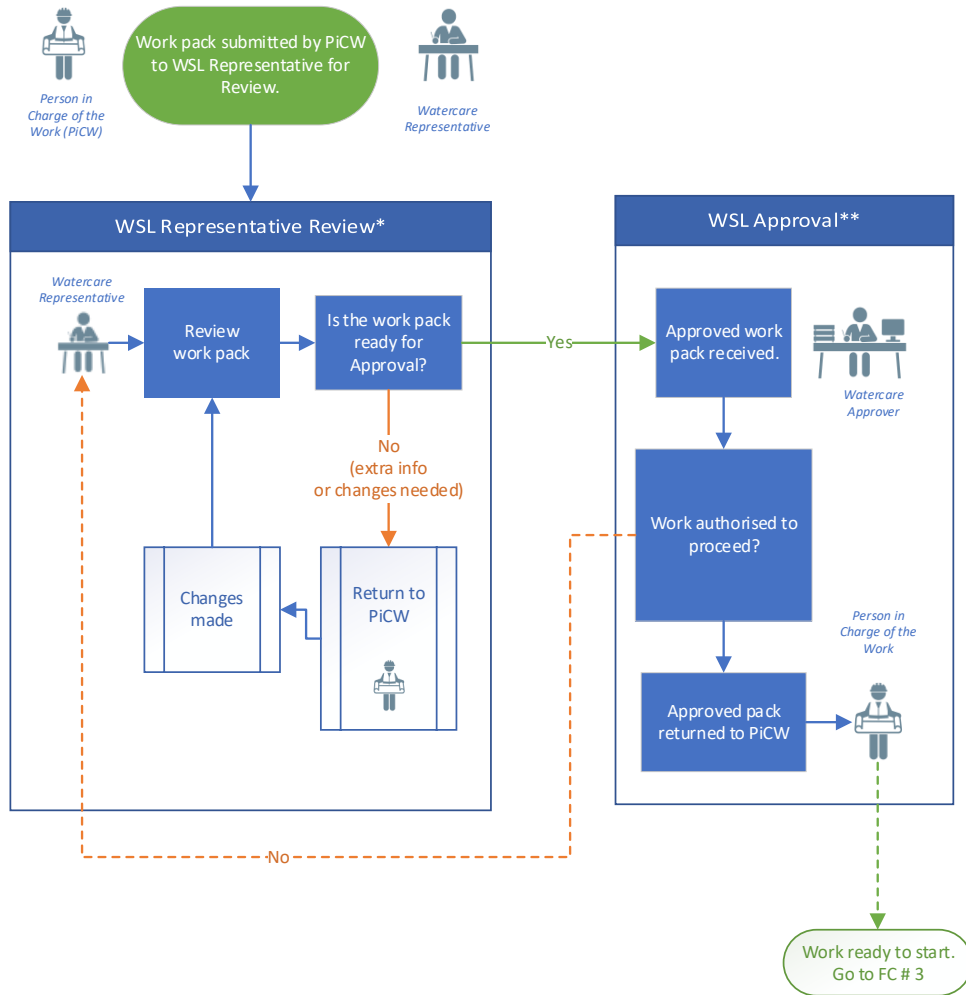 Work pack submitted by PiCW
to WSL Representative for
Review.
Person in
Charge of the
Work (PiCW)
Watercare
Representative
WSL Representative Review*
Watercare
Representative
Review
work pack
Is the work pack
ready for
Approval?
Yes
No
(extra info
or changes needed)
Changes
made
Return to
PiCW
WSL Approval**
Approved work
pack received.
Watercare
Approver
Work authorised to
proceed?
Person in
Charge of the
Work
Approved pack
returned to PiCW
No
Work ready to start.
Go to FC # 3